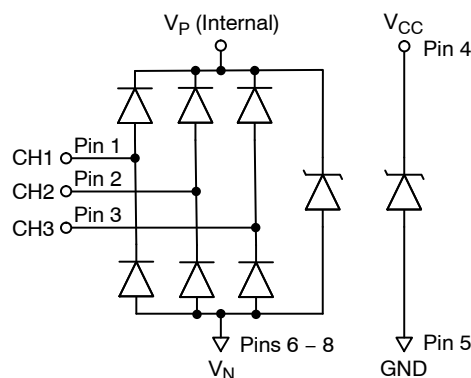 V_P (Internal)
V_CC
Pin 4
CH1 Pin 1
CH2 Pin 2
CH3 Pin 3
Pins 6 – 8
V_N
Pin 5
GND